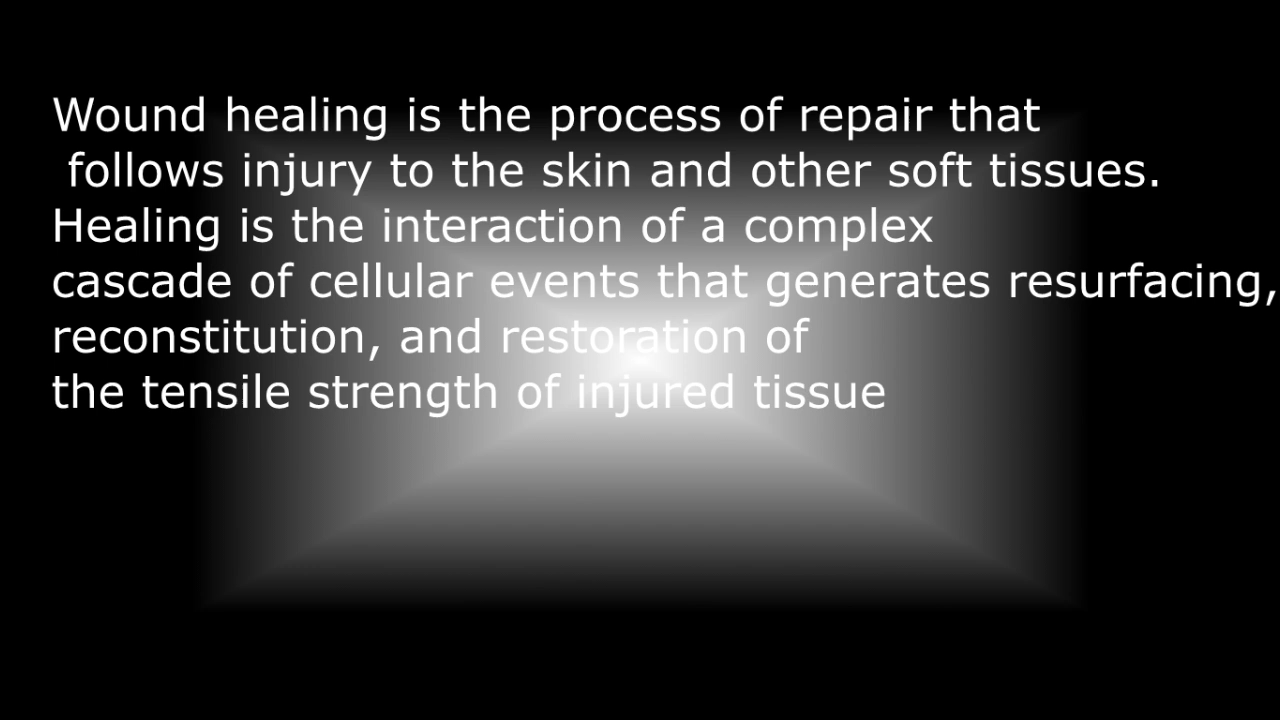 Wound healing is the process of repair that
follows injury to the skin and other soft tissues.
Healing is the interaction of a complex
cascade of cellular events that generates resurfacing,
reconstitution, and restoration of
the tensile strength of injured tissue